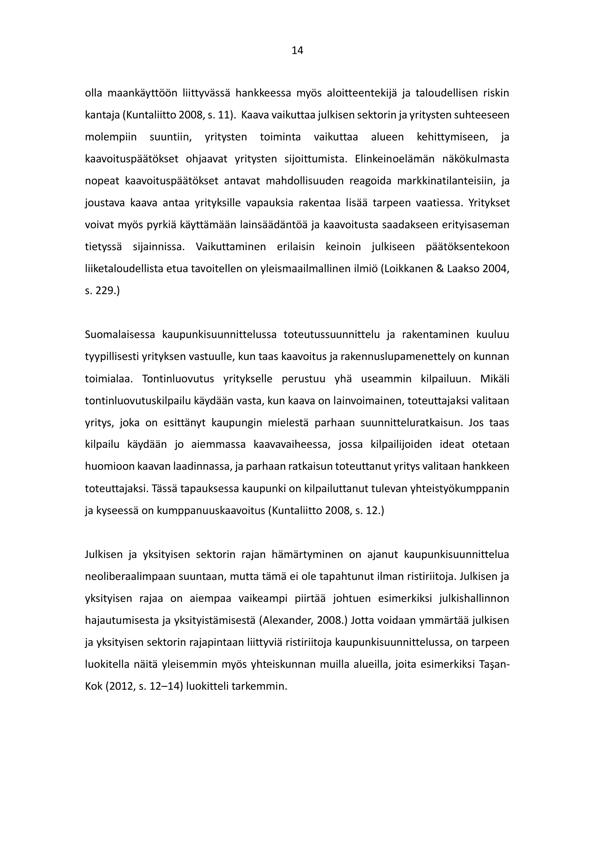 14
olla maankäyttöön liittyvässä hankkeessa myös aloitteentekijä ja taloudellisen riskin
kantaja (Kuntaliitto 2008, s. 11). Kaava vaikuttaa julkisen sektorin ja yritysten suhteeseen
molempiin suuntiin, yritysten toiminta vaikuttaa alueen kehittymiseen, ja
kaavoituspäätökset ohjaavat yritysten sijoittumista. Elinkeinoelämän näkökulmasta
nopeat kaavoituspäätökset antavat mahdollisuuden reagoida markkinatilanteisiin, ja
joustava kaava antaa yrityksille vapauksia rakentaa lisää tarpeen vaatiessa. Yritykset
voivat myös pyrkiä käyttämään lainsäädäntöä ja kaavoitusta saadakseen erityisaseman
tietyssä sijainnissa. Vaikuttaminen erilaisin keinoin julkiseen päätöksentekoon
liiketaloudellista etua tavoitellen on yleismaailmallinen ilmiö (Loikkanen & Laakso 2004,
s. 229.)
Suomalaisessa kaupunkisuunnittelussa toteutussuunnittelu ja rakentaminen kuuluu
tyypillisesti yrityksen vastuulle, kun taas kaavoitus ja rakennuslupamenettely on kunnan
toimialaa. Tontinluovutus yritykselle perustuu yhä useammin kilpailuun. Mikäli
tontinluovutuskilpailu käydään vasta, kun kaava on lainvoimainen, toteuttajaksi valitaan
yritys, joka on esittänyt kaupungin mielestä parhaan suunnitteluratkaisun. Jos taas
kilpailu käydään jo aiemmassa kaavavaiheessa, jossa kilpailijoiden ideat otetaan
huomioon kaavan laadinnassa, ja parhaan ratkaisun toteuttanut yritys valitaan hankkeen
toteuttajaksi. Tässä tapauksessa kaupunki on kilpailuttanut tulevan yhteistyökumppanin
ja kyseessä on kumppanuuskaavoitus (Kuntaliitto 2008, s. 12.)
Julkisen ja yksityisen sektorin rajan hämärtyminen on ajanut kaupunkisuunnittelua
neoliberaalimpaan suuntaan, mutta tämä ei ole tapahtunut ilman ristiriitoja. Julkisen ja
yksityisen rajaa on aiempaa vaikeampi piirtää johtuen esimerkiksi julkishallinnon
hajautumisesta ja yksityistämisestä (Alexander, 2008.) Jotta voidaan ymmärtää julkisen
ja yksityisen sektorin rajapintaan liittyviä ristiriitoja kaupunkisuunnittelussa, on tarpeen
luokitella näitä yleisemmin myös yhteiskunnan muilla alueilla, joita esimerkiksi Taşan-
Kok (2012, s. 12–14) luokitteli tarkemmin.